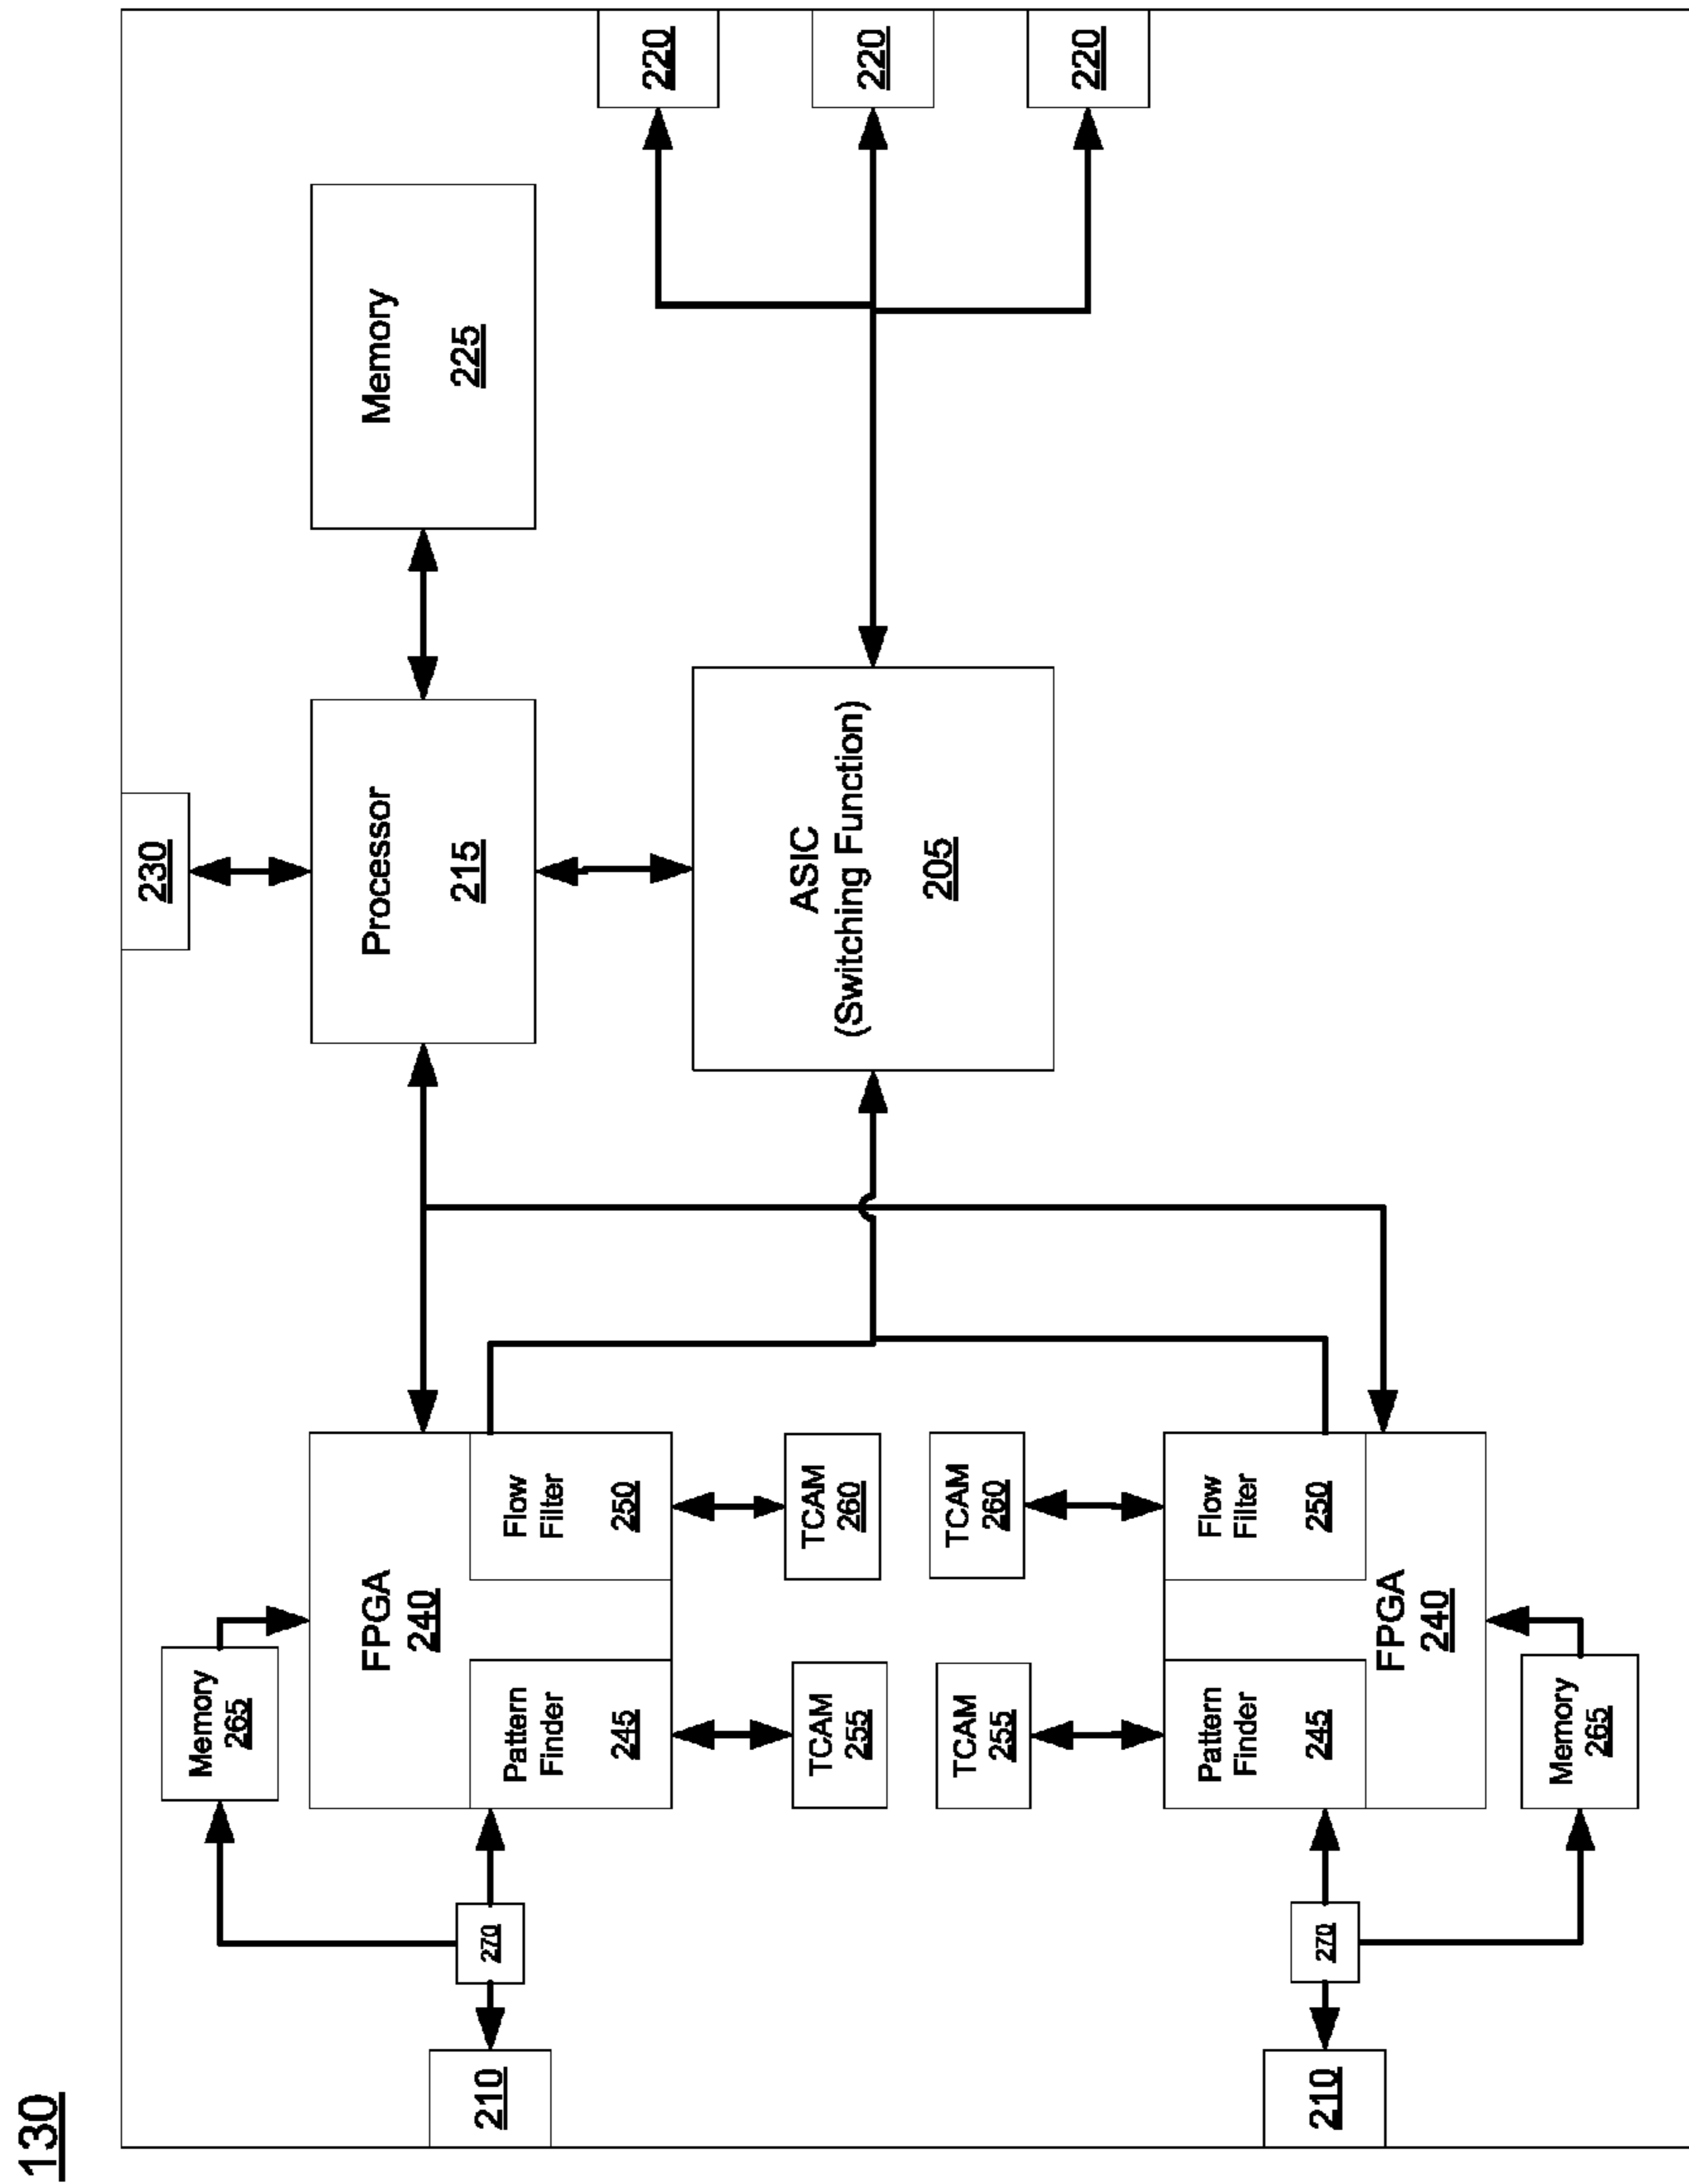 130
230
Processor
215
Memory
225
220
220
220
ASIC
(Switching Function)
205
Memory
265
FPGA
240
Pattern
Finder
245
Flow
Filter
250
210
270
TCAM
255
TCAM
260
TCAM
255
TCAM
260
Pattern
Finder
245
Flow
Filter
250
FPGA
240
210
270
Memory
265